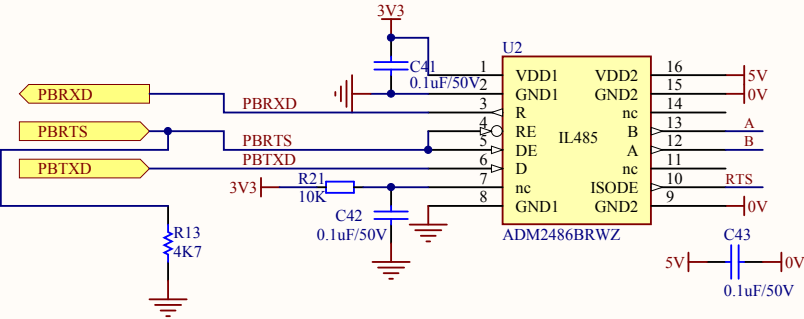 3V3
U2
C41
0.1uF/50V
1 VDD1 VDD2 16 5V
2 GND1 GND2 15 0V
PBRXD PBRXD 3 R nc 14
4 RE B 13 A
PBRTS PBRTS 5 DE IL485 A 12 B
PBTXD PBTXD 6 D nc 11
3V3 R21 7 nc ISODE 10 RTS
10K
8 GND1 GND2 9 0V
C42
0.1uF/50V
ADM2486BRWZ
R13
4K7
C43
5V 0V
0.1uF/50V